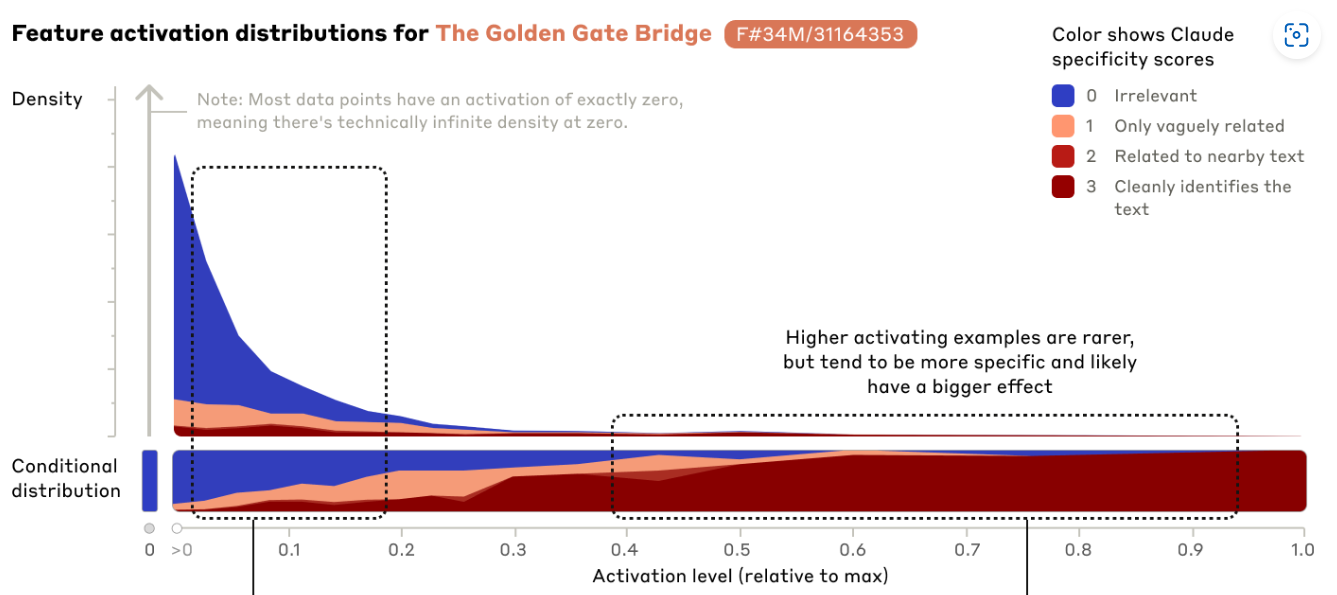 Feature activation distributions for The Golden Gate Bridge F#34M/31164353
Color shows Claude
specificity scores
0 Irrelevant
1 Only vaguely related
2 Related to nearby text
3 Cleanly identifies the
text
Density
Note: Most data points have an activation of exactly zero,
meaning there's technically infinite density at zero.
Higher activating examples are rarer,
but tend to be more specific and likely
have a bigger effect
Conditional
distribution
0 >0 0.1 0.2 0.3 0.4 0.5 0.6 0.7 0.8 0.9 1.0
Activation level (relative to max)